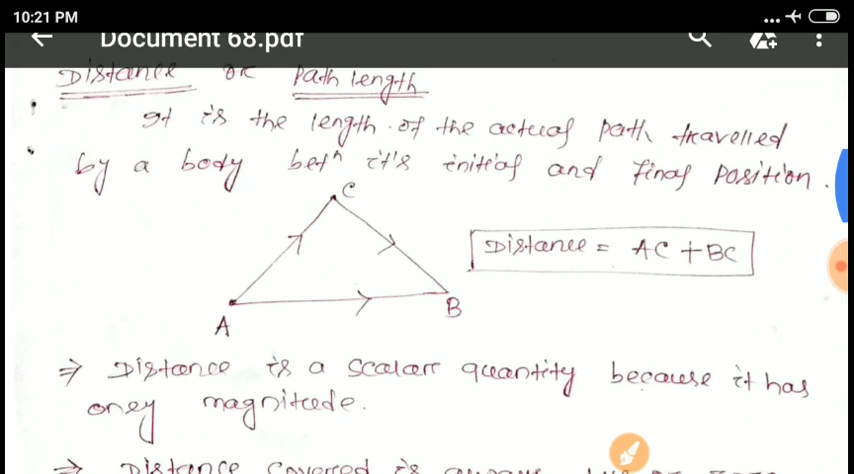 10:21 PM
Document 68.pdf
Distance or Path length
It is the length of the actual path travelled
by a body betⁿ it's initial and final position.
C
Distance = AC + BC
A
B
⇒ Distance is a scalar quantity because it has
only magnitude.
⇒ Distance covered is